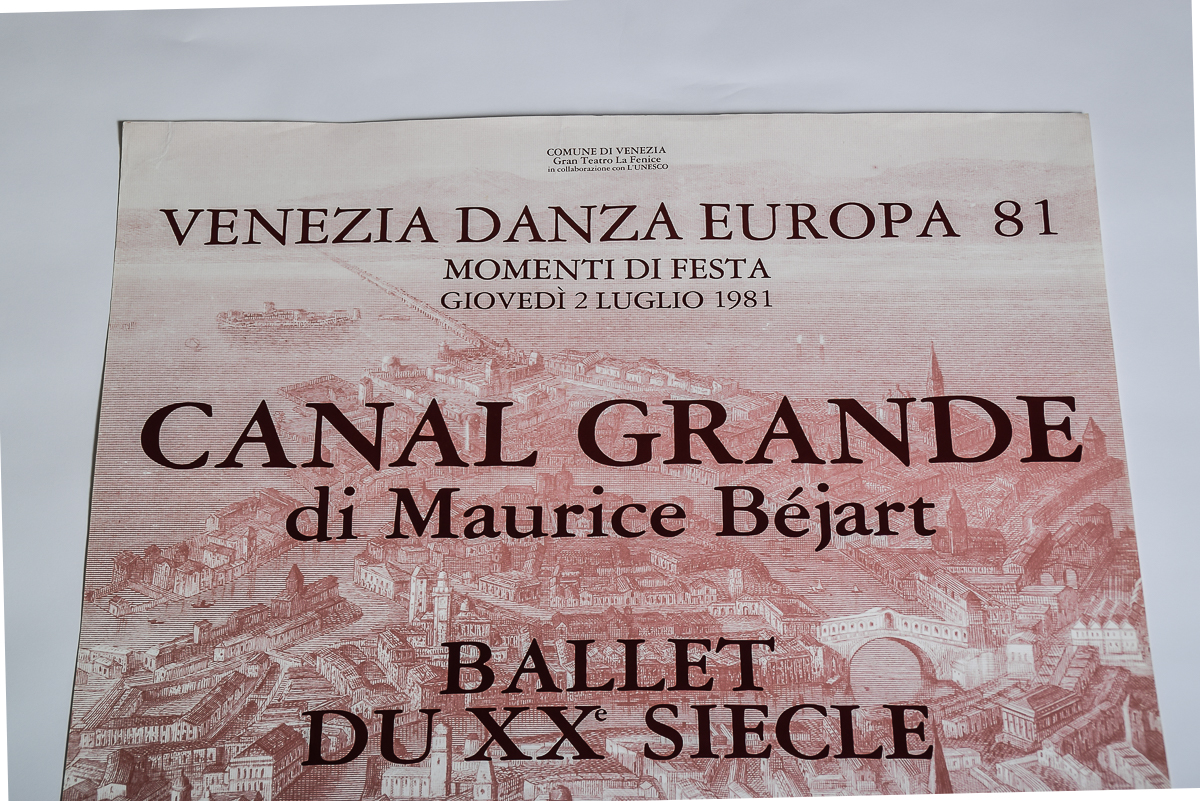 COMUNE DI VENEZIA
Gran Teatro La Fenice
in collaborazione con L'UNESCO
VENEZIA DANZA EUROPA 81
MOMENTI DI FESTA
GIOVEDÌ 2 LUGLIO 1981
CANAL GRANDE
di Maurice Béjart
BALLET
DU XXe SIECLE